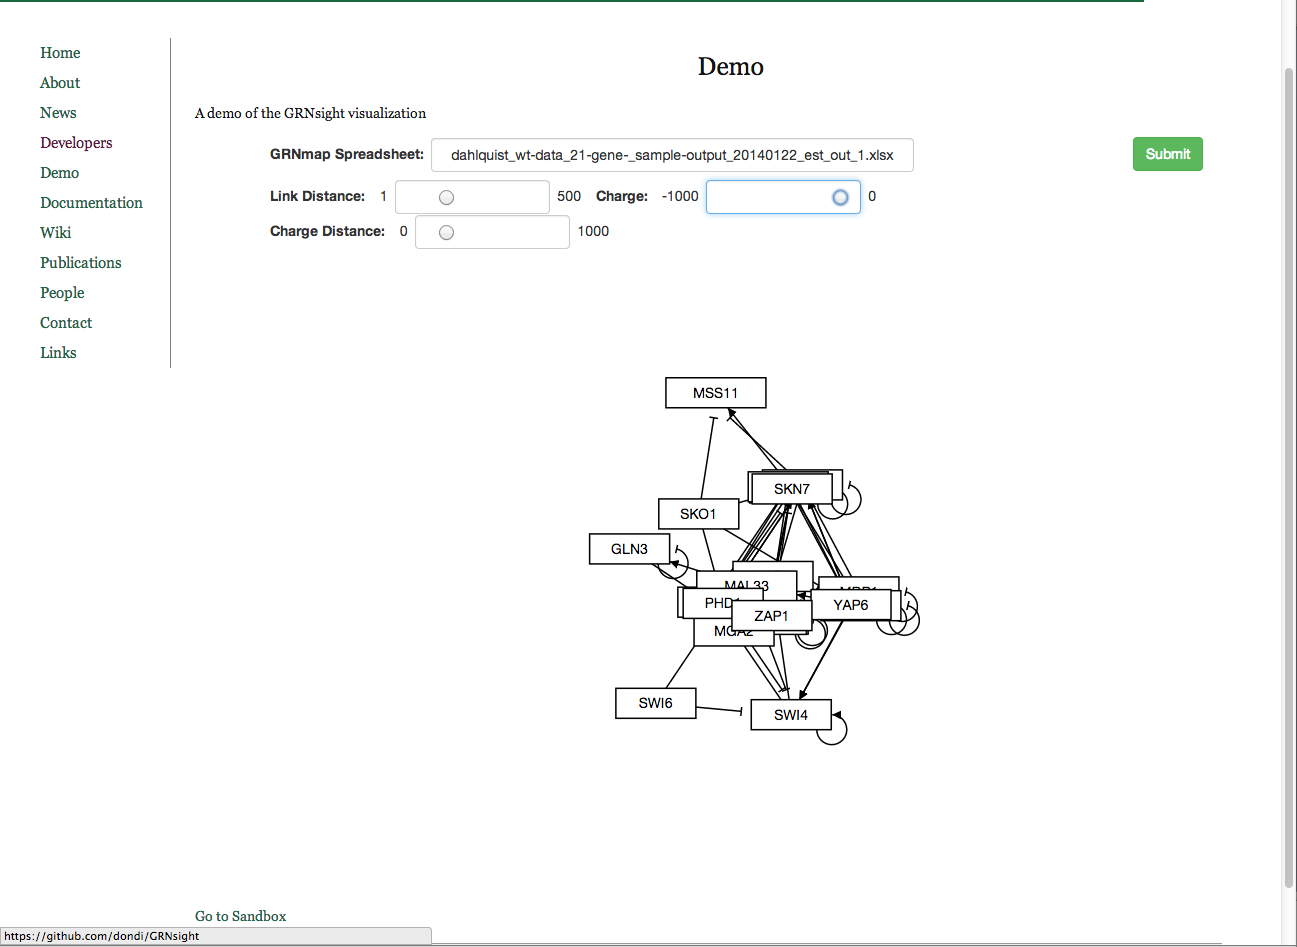 Home
About
News
Developers
Demo
Documentation
Wiki
Publications
People
Contact
Links
Demo
A demo of the GRNsight visualization
GRNmap Spreadsheet: dahlquist_wt-data_21-gene-_sample-output_20140122_est_out_1.xlsx Submit
Link Distance: 1 500 Charge: -1000 0
Charge Distance: 0 1000
MSS11
SKN7
SKO1
GLN3
MAL33
PHD1
YAP6
ZAP1
MGA2
SWI6
SWI4
Go to Sandbox
https://github.com/dondi/GRNsight